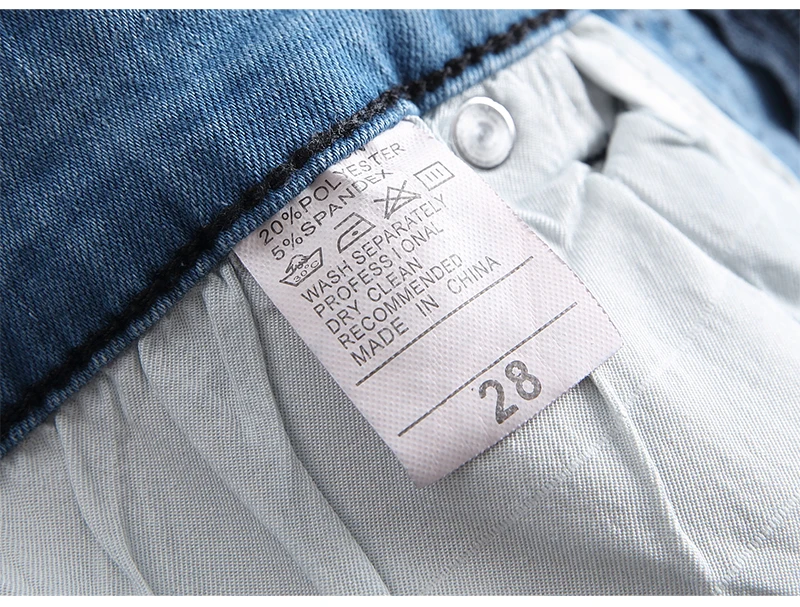 20%POLYESTER
5%SPANDEX
30°C
WASH SEPARATELY
PROFESSIONAL
DRY CLEAN
RECOMMENDED
MADE IN CHINA
28